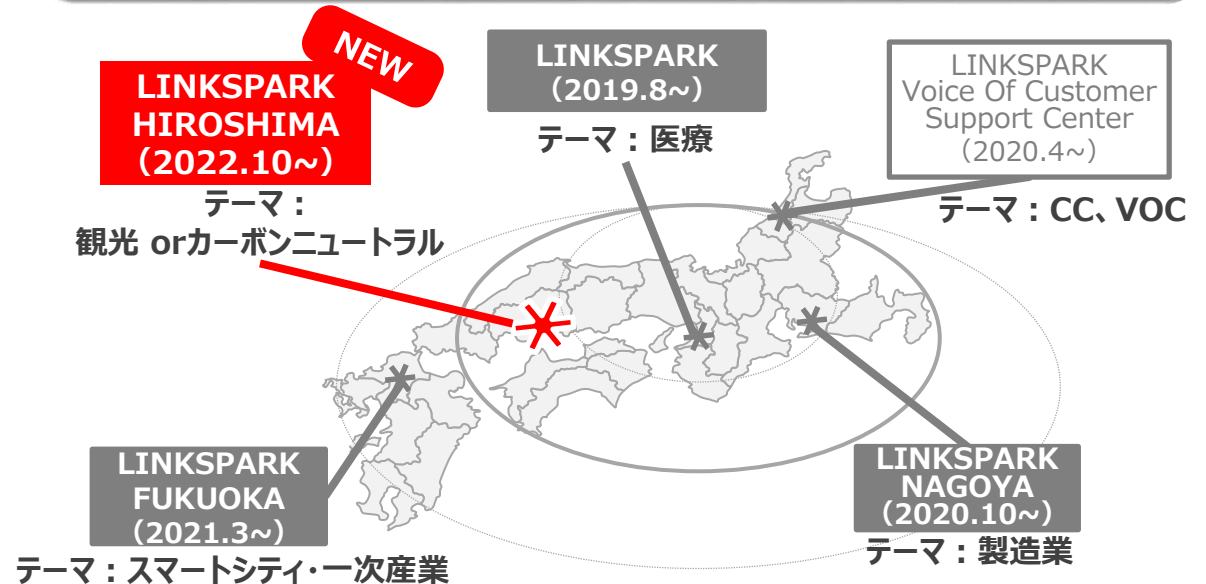 NEW
LINKSPARK
HIROSHIMA
（2022.10~）
テーマ：
観光 orカーボンニュートラル
LINKSPARK
（2019.8~）
テーマ：医療
LINKSPARK
Voice Of Customer
Support Center
（2020.4~）
テーマ：CC、VOC
LINKSPARK
FUKUOKA
（2021.3~）
テーマ：スマートシティ・一次産業
LINKSPARK
NAGOYA
（2020.10~）
テーマ：製造業